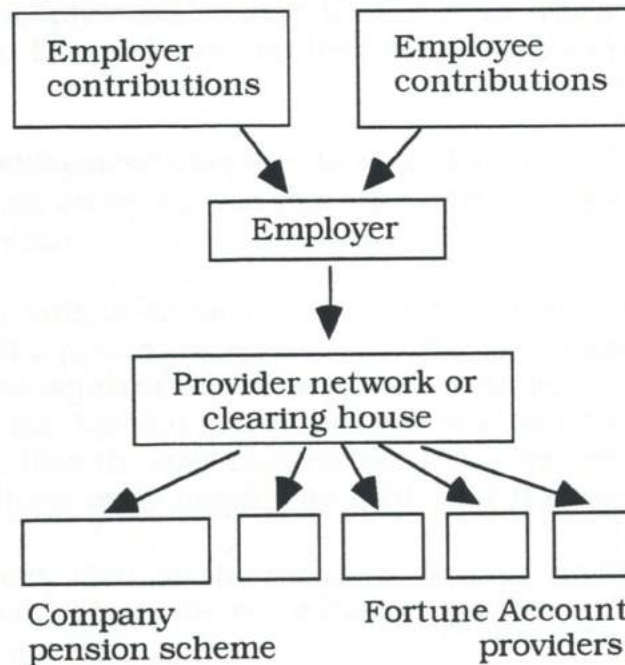 Employer
contributions
Employee
contributions
Employer
Provider network or
clearing house
Company
pension scheme
Fortune Account
providers